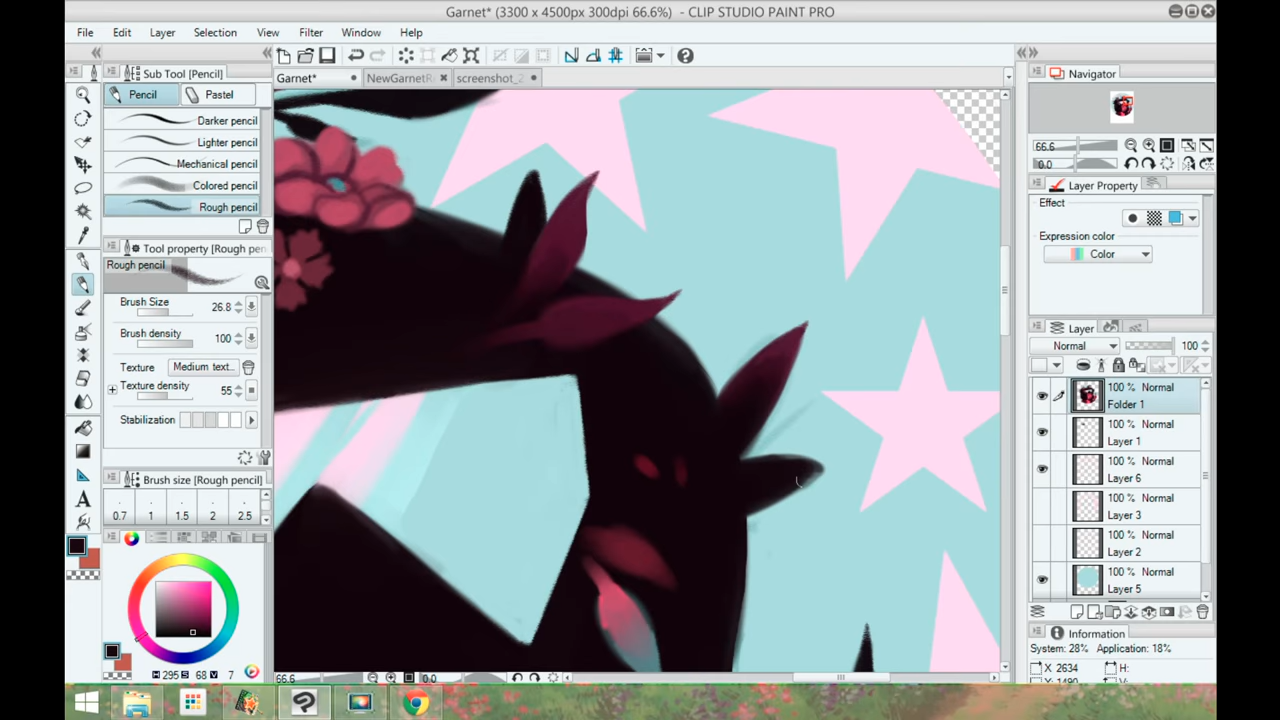 Garnet* (3300 x 4500px 300dpi 66.6%) - CLIP STUDIO PAINT PRO
File Edit Layer Selection View Filter Window Help
Sub Tool [Pencil]
Pencil Pastel
Darker pencil
Lighter pencil
Mechanical pencil
Colored pencil
Rough pencil
Tool property [Rough pen
Rough pencil
Brush Size 26.8
Brush density 100
Texture Medium text..
Texture density 55
Stabilization
Brush size [Rough pencil]
0.7 1 1.5 2 2.5
H 295 S 68 V 7
Garnet* NewGarnetR screenshot_2
66.6 0.0
Navigator
66.6
0.0
Layer Property
Effect
Expression color
Color
Layer
Normal 100
100 % Normal
Folder 1
100 % Normal
Layer 1
100 % Normal
Layer 6
100 % Normal
Layer 3
100 % Normal
Layer 2
100 % Normal
Layer 5
Information
System: 28% Application: 18%
X 2634 H: